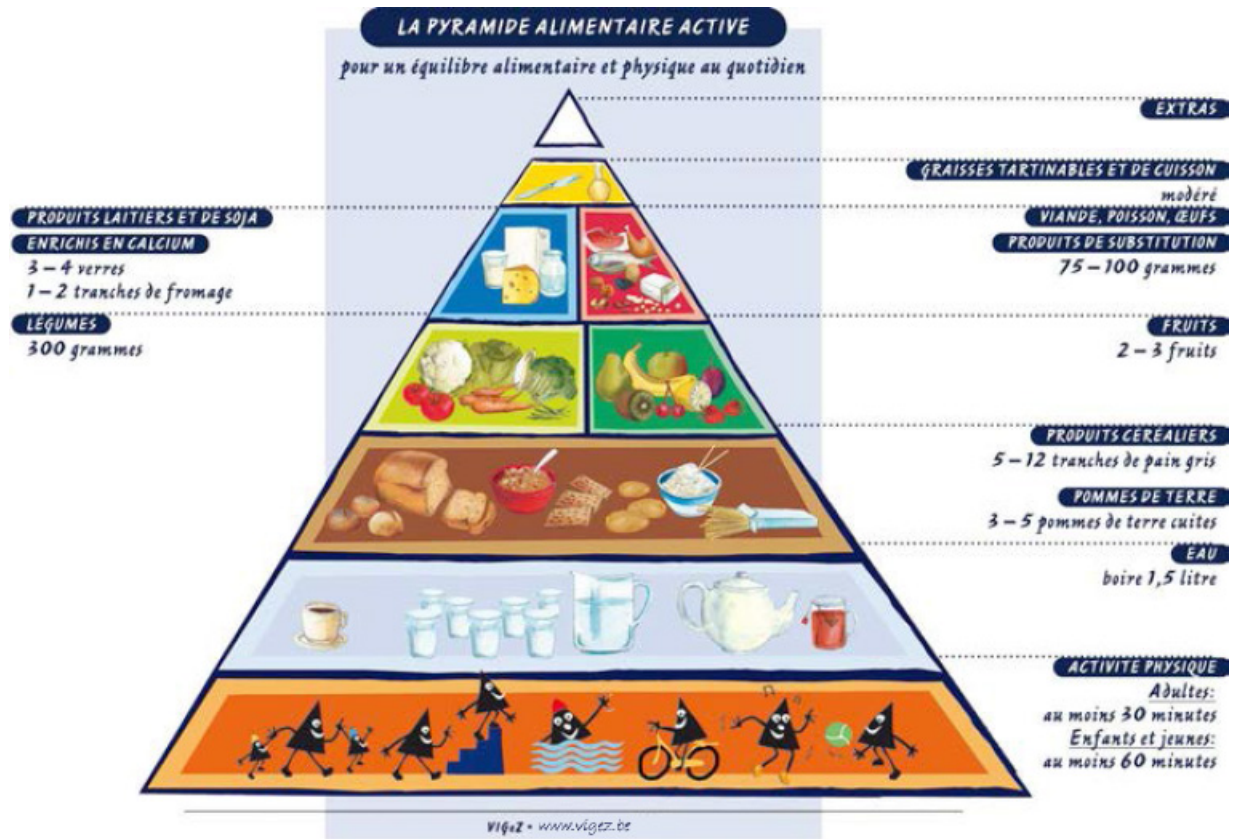 LA PYRAMIDE ALIMENTAIRE ACTIVE
pour un équilibre alimentaire et physique au quotidien
EXTRAS
GRAISSES TARTINABLES ET DE CUISSON
modéré
PRODUITS LAITIERS ET DE SOJA
ENRICHIS EN CALCIUM
3 – 4 verres
1 – 2 tranches de fromage
VIANDE, POISSON, ŒUFS
PRODUITS DE SUBSTITUTION
75 – 100 grammes
LÉGUMES
300 grammes
FRUITS
2 – 3 fruits
PRODUITS CÉRÉALIERS
5 – 12 tranches de pain gris
POMMES DE TERRE
3 – 5 pommes de terre cuites
EAU
boire 1,5 litre
ACTIVITÉ PHYSIQUE
Adultes:
au moins 30 minutes
Enfants et jeunes:
au moins 60 minutes
VIGeZ - www.vigez.be